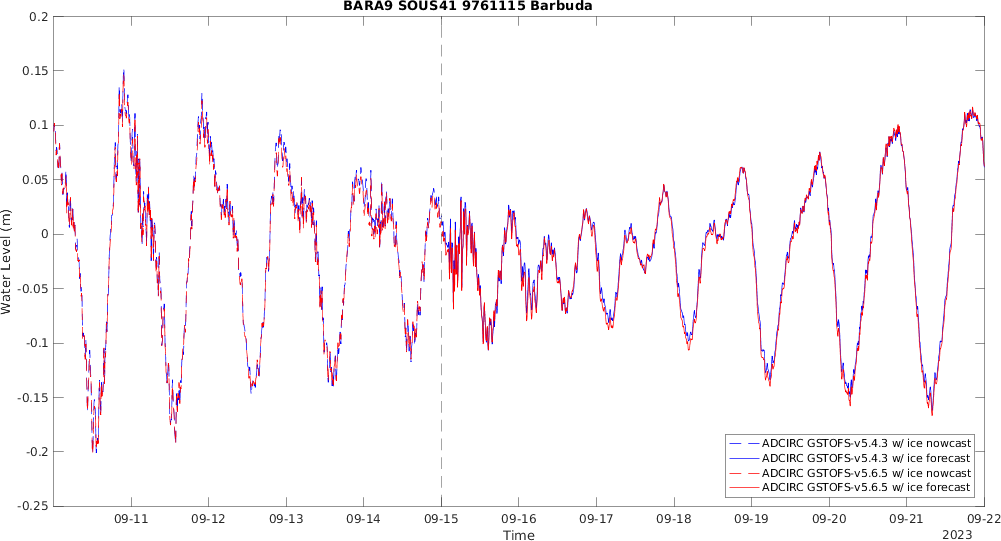 BARA9 SOUS41 9761115 Barbuda
0.2
0.15
0.1
0.05
0
-0.05
-0.1
-0.15
-0.2
-0.25
Water Level (m)
09-11 09-12 09-13 09-14 09-15 09-16 09-17 09-18 09-19 09-20 09-21 09-22
Time
2023
ADCIRC GSTOFS-v5.4.3 w/ ice nowcast
ADCIRC GSTOFS-v5.4.3 w/ ice forecast
ADCIRC GSTOFS-v5.6.5 w/ ice nowcast
ADCIRC GSTOFS-v5.6.5 w/ ice forecast